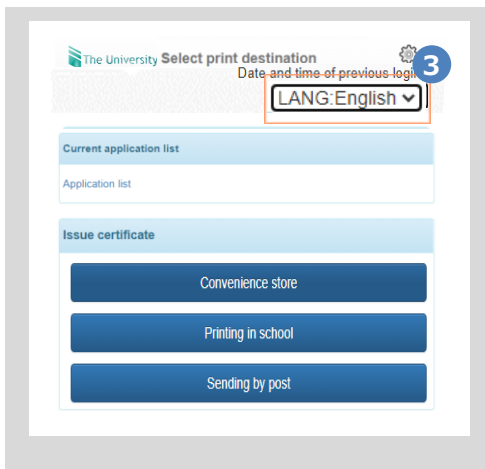 The University Select print destination
Date and time of previous login
3
LANG:English
Current application list
Application list
Issue certificate
Convenience store
Printing in school
Sending by post